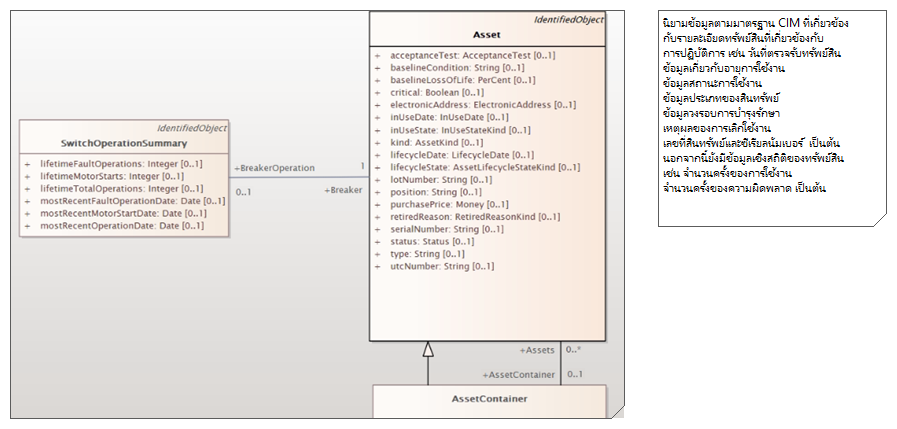 IdentifiedObject
Asset
+ acceptanceTest: AcceptanceTest [0..1]
+ baselineCondition: String [0..1]
+ baselineLossOfLife: PerCent [0..1]
+ critical: Boolean [0..1]
+ electronicAddress: ElectronicAddress [0..1]
+ inUseDate: InUseDate [0..1]
+ inUseState: InUseStateKind [0..1]
+ kind: AssetKind [0..1]
+ lifecycleDate: LifecycleDate [0..1]
+ lifecycleState: AssetLifecycleStateKind [0..1]
+ lotNumber: String [0..1]
+ position: String [0..1]
+ purchasePrice: Money [0..1]
+ retiredReason: RetiredReasonKind [0..1]
+ serialNumber: String [0..1]
+ status: Status [0..1]
+ type: String [0..1]
+ utcNumber: String [0..1]
IdentifiedObject
SwitchOperationSummary
+ lifetimeFaultOperations: Integer [0..1]
+ lifetimeMotorStarts: Integer [0..1]
+ lifetimeTotalOperations: Integer [0..1]
+ mostRecentFaultOperationDate: Date [0..1]
+ mostRecentMotorStartDate: Date [0..1]
+ mostRecentOperationDate: Date [0..1]
+BreakerOperation 1
0..1 +Breaker
+Assets 0..*
+AssetContainer 0..1
AssetContainer
นิยามข้อมูลตามมาตรฐาน CIM ที่เกี่ยวข้อง
กับรายละเอียดทรัพย์สินที่เกี่ยวข้องกับ
การปฏิบัติการ เช่น วันที่ตรวจรับทรัพย์สิน
ข้อมูลเกี่ยวกับอายุการใช้งาน
ข้อมูลสถานะการใช้งาน
ข้อมูลประเภทของสินทรัพย์
ข้อมูลวงรอบการบำรุงรักษา
เหตุผลของการเลิกใช้งาน
เลขที่สินทรัพย์และซีเรียลนัมเบอร์ เป็นต้น
นอกจากนี้ยังมีข้อมูลเชิงสถิติของทรัพย์สิน
เช่น จำนวนครั้งของการใช้งาน
จำนวนครั้งของความผิดพลาด เป็นต้น